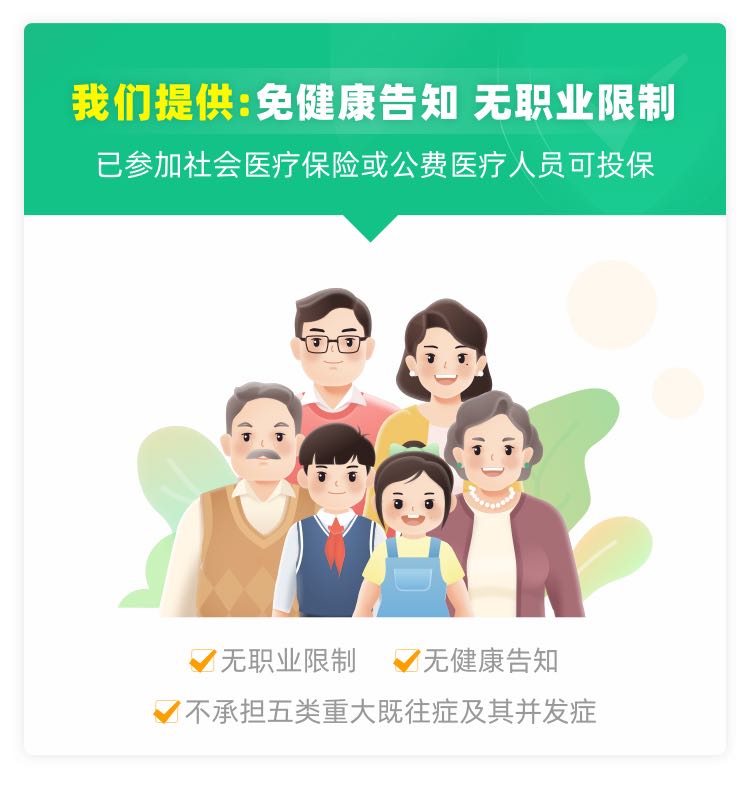 我们提供:免健康告知 无职业限制
已参加社会医疗保险或公费医疗人员可投保
无职业限制 无健康告知
不承担五类重大既往症及其并发症